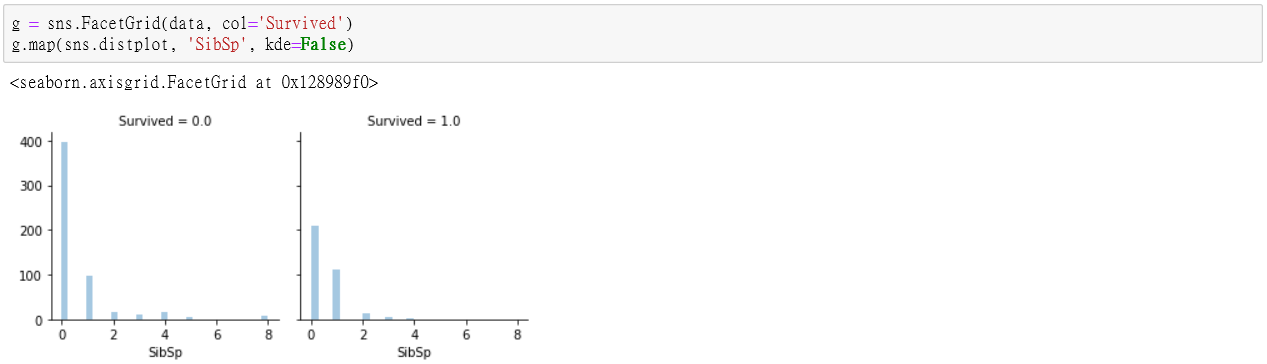 g = sns.FacetGrid(data, col='Survived')
g.map(sns.distplot, 'SibSp', kde=False)
<seaborn.axisgrid.FacetGrid at 0x128989f0>
Survived = 0.0 Survived = 1.0
400
300
200
100
0
0 2 4 6 8 0 2 4 6 8
SibSp SibSp